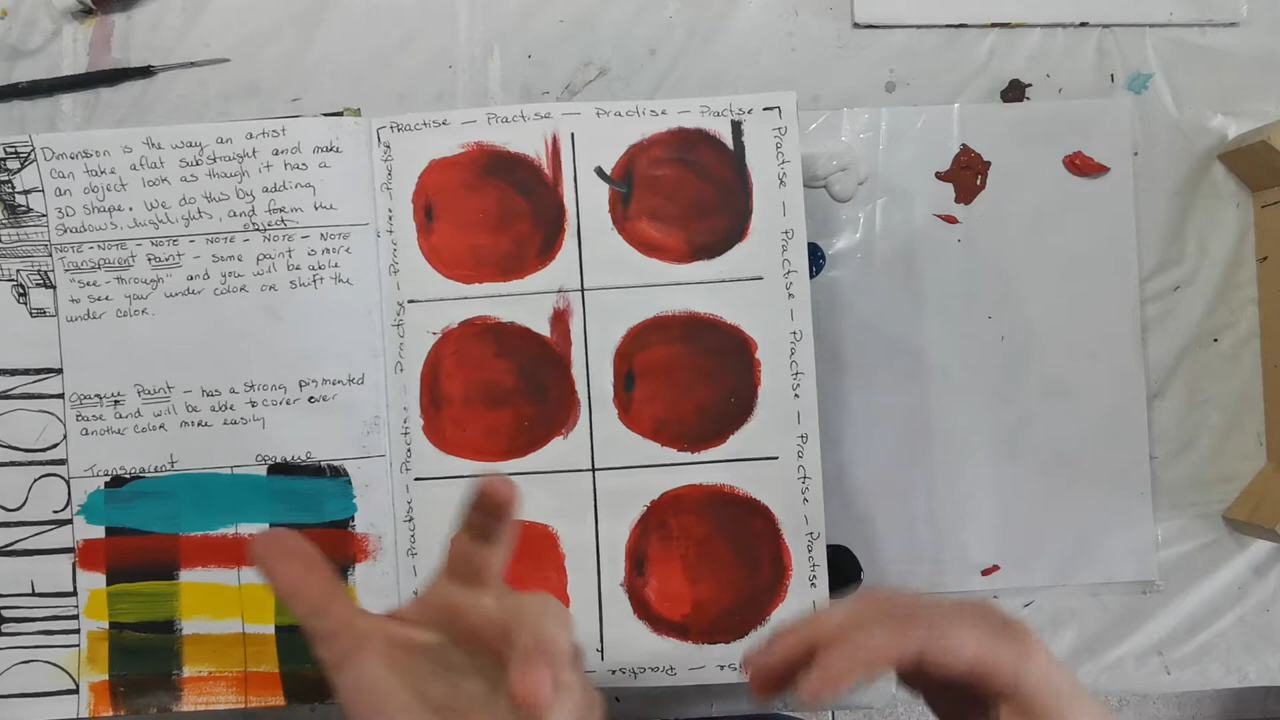 DIMENSION
Dimension is the way an artist
can take aflat substraight and make
an object look as though it has a
3D shape. We do this by adding
shadows, highlights, and form the
object
NOTE - NOTE - NOTE - NOTE - NOTE - NOTE
Transparent Paint - some paint is more
"see-through" and you will be able
to see your under color or shift the
under color.
Opaque Paint - has a strong pigmented
Base and will be able to cover over
another color more easily
Transparent
opaque
Practise - Practise - Practise - Practise
Practise - Practise - Practise - Practise - Practise -
Practise -
Practise - Practise - Practise - Practise